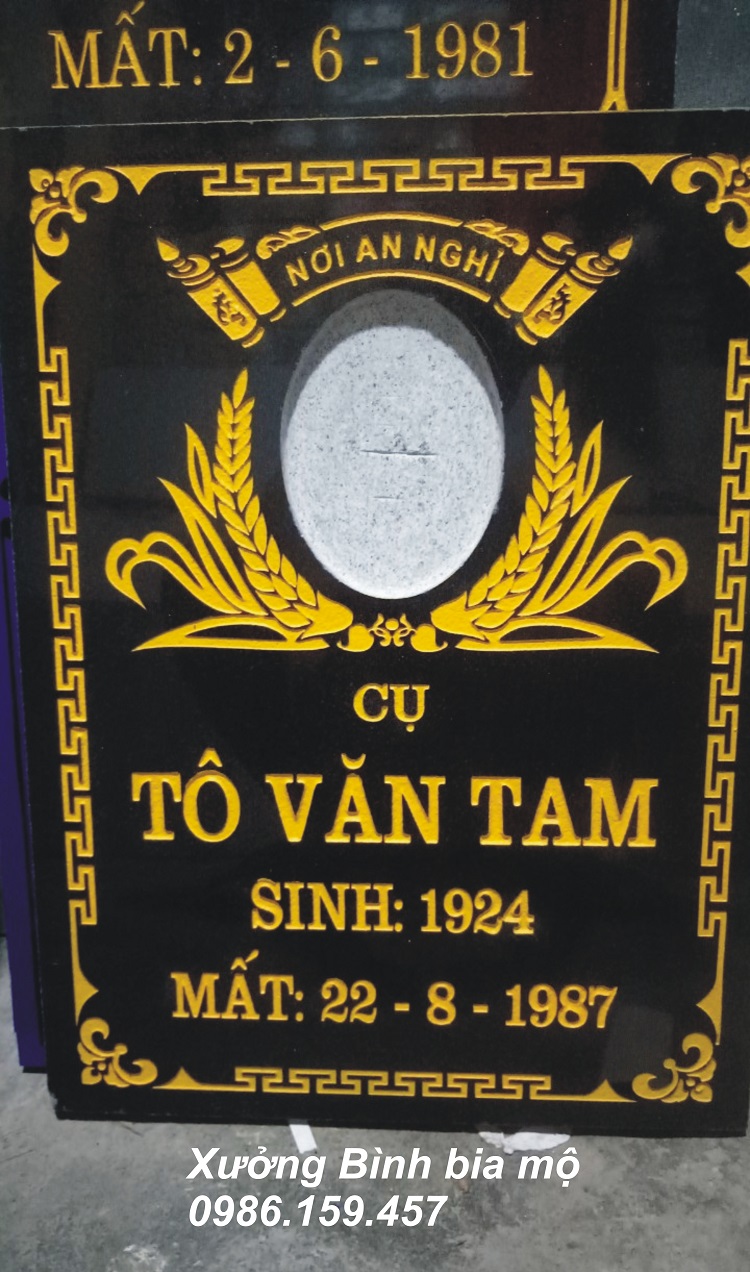 MẤT: 2 - 6 - 1981
NƠI AN NGHỈ
CỤ
TÔ VĂN TAM
SINH: 1924
MẤT: 22 - 8 - 1987
Xưởng Bình bia mộ
0986.159.457